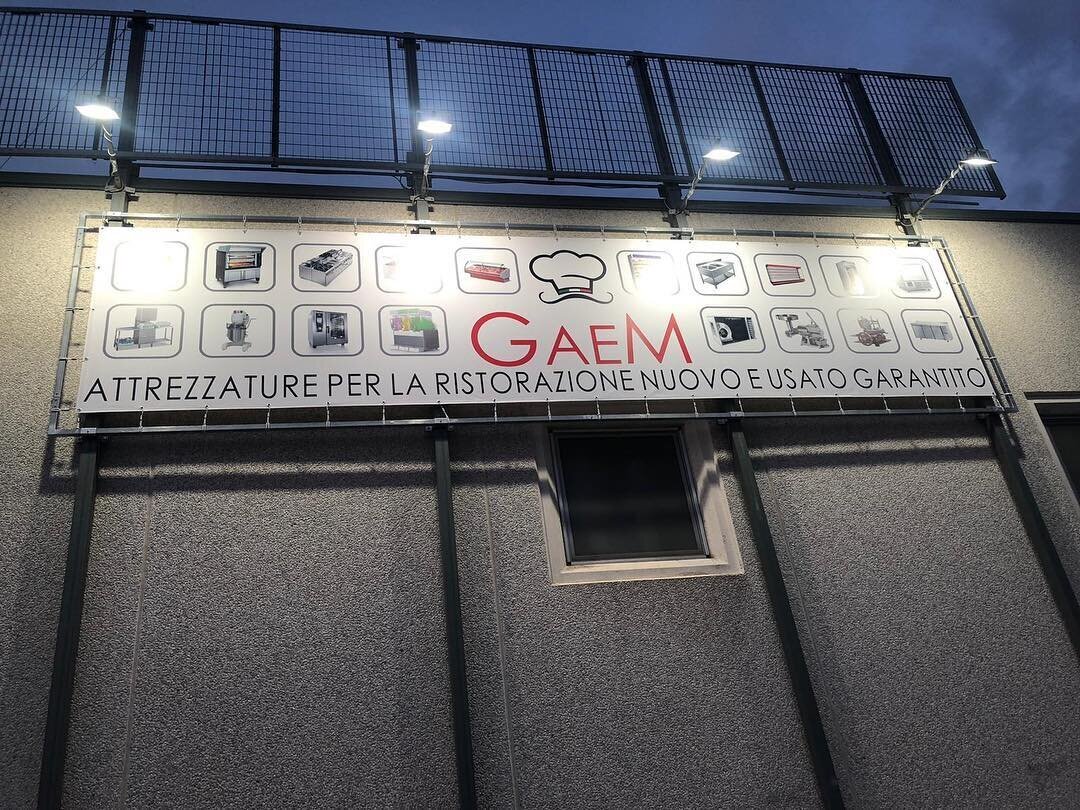 GAEM
ATTREZZATURE PER LA RISTORAZIONE NUOVO E USATO GARANTITO